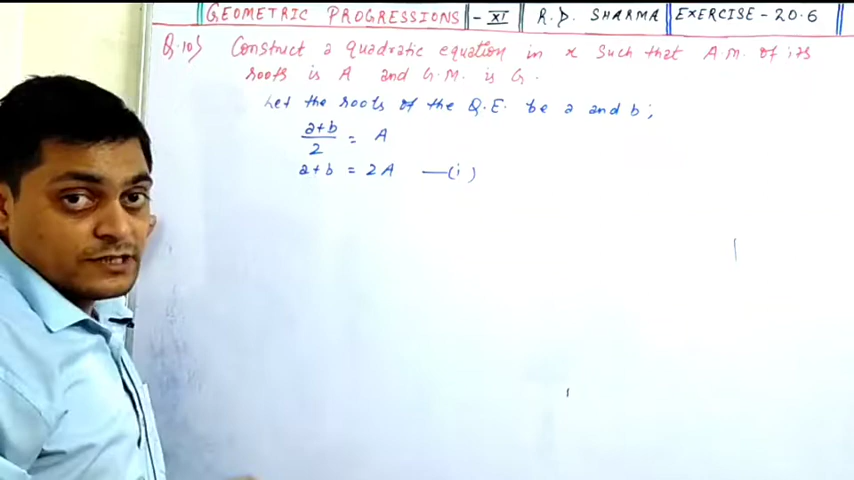 GEOMETRIC PROGRESSIONS - XI R.D. SHARMA EXERCISE - 20.6
Q.10) Construct a quadratic equation in x such that A.M. of its
roots is A and G.M. is G.
Let the roots of the Q.E. be a and b;
a+b/2 = A
a+b = 2A —(i)